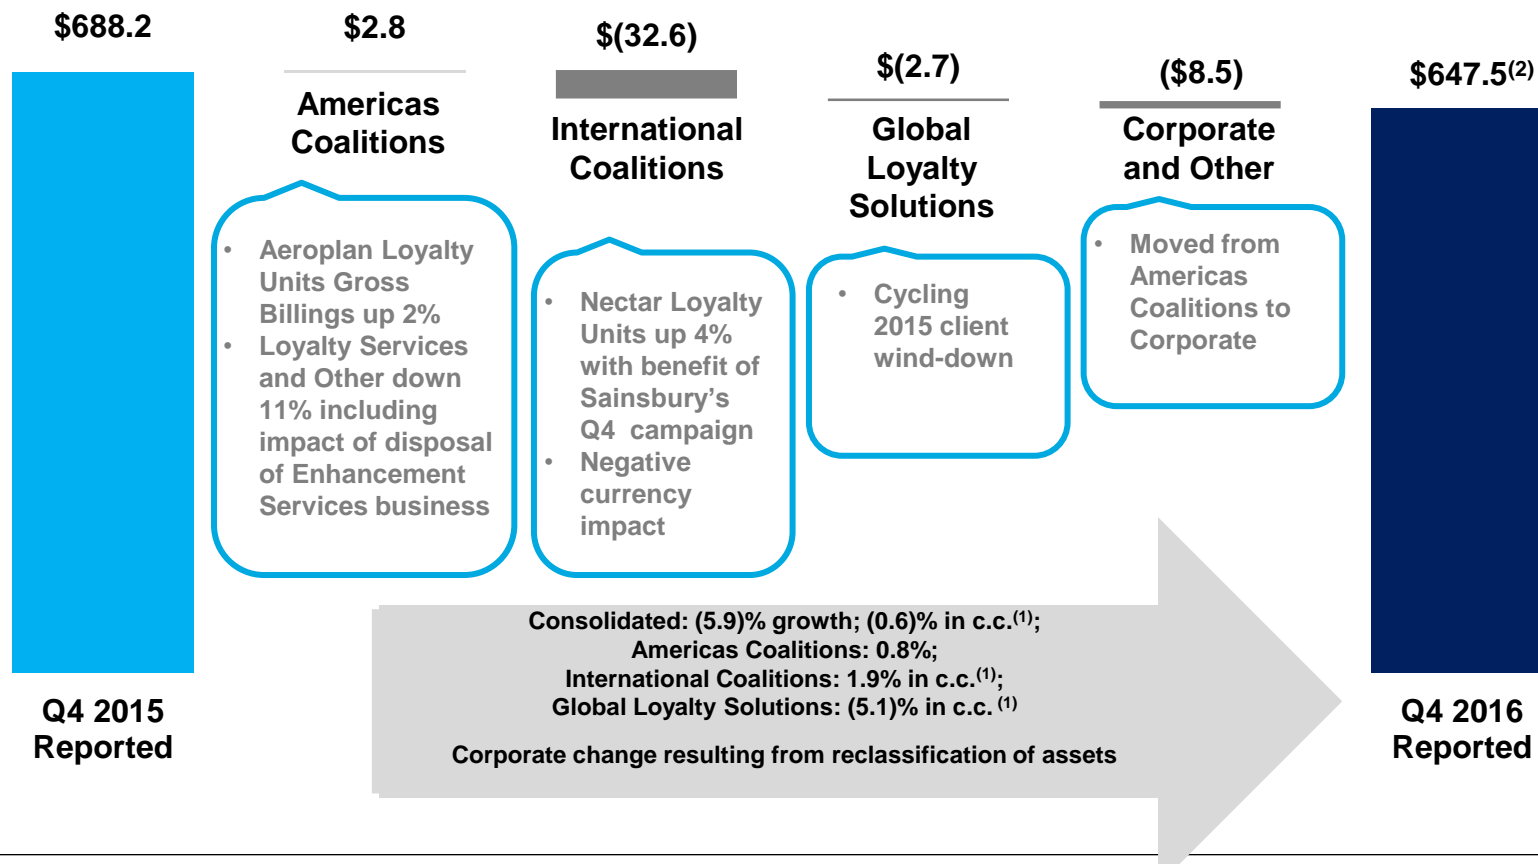 $688.2
$2.8
$(32.6)
$(2.7)
($8.5)
$647.5(2)
Americas
Coalitions
International
Coalitions
Global
Loyalty
Solutions
Corporate
and Other
• Aeroplan Loyalty
Units Gross
Billings up 2%
• Loyalty Services
and Other down
11% including
impact of disposal
of Enhancement
Services business
• Nectar Loyalty
Units up 4%
with benefit of
Sainsbury’s
Q4 campaign
• Negative
currency
impact
• Cycling
2015 client
wind-down
• Moved from
Americas
Coalitions to
Corporate
Consolidated: (5.9)% growth; (0.6)% in c.c.(1);
Americas Coalitions: 0.8%;
International Coalitions: 1.9% in c.c.(1);
Global Loyalty Solutions: (5.1)% in c.c. (1)
Corporate change resulting from reclassification of assets
Q4 2015
Reported
Q4 2016
Reported